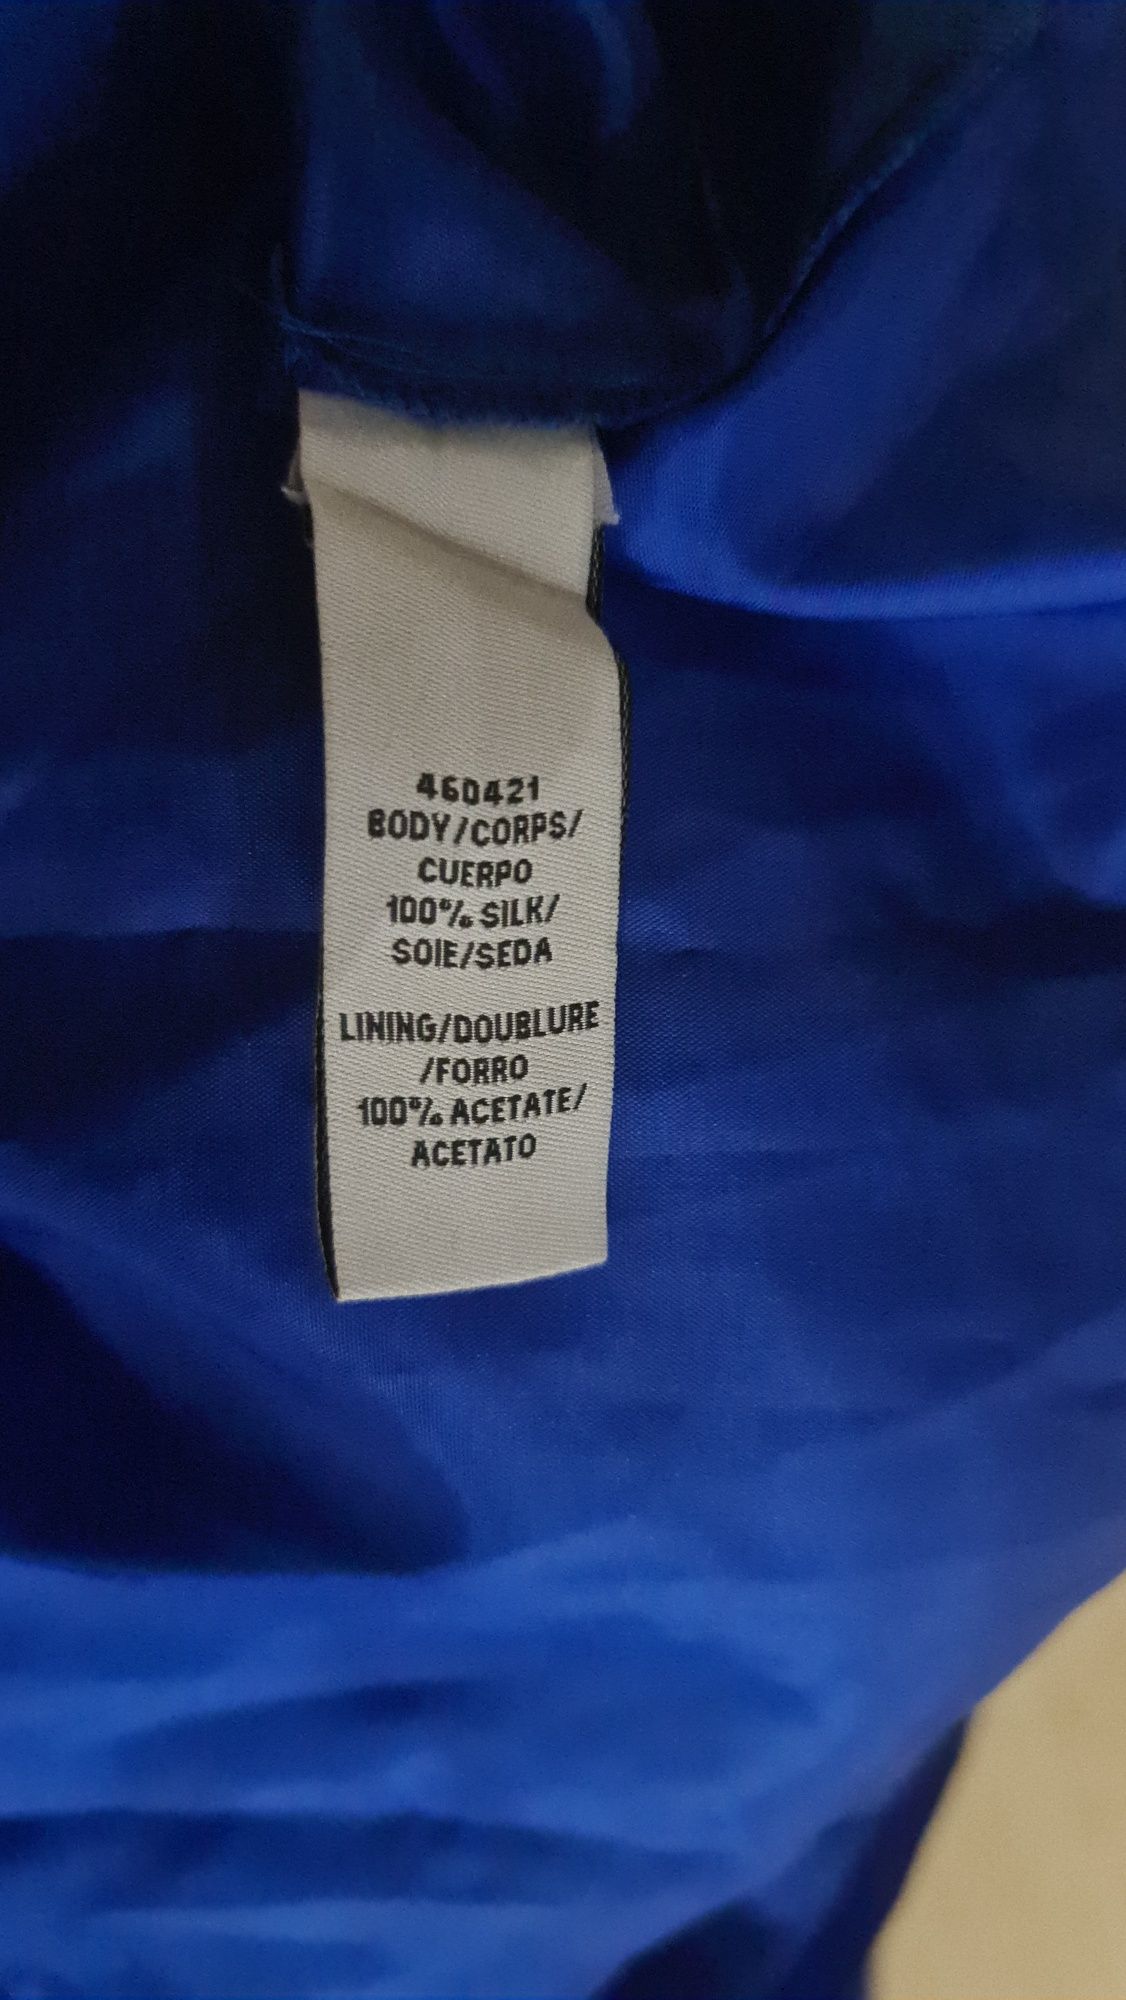 460421
BODY/CORPS/
CUERPO
100% SILK/
SOIE/SEDA
LINING/DOUBLURE
/FORRO
100% ACETATE/
ACETATO